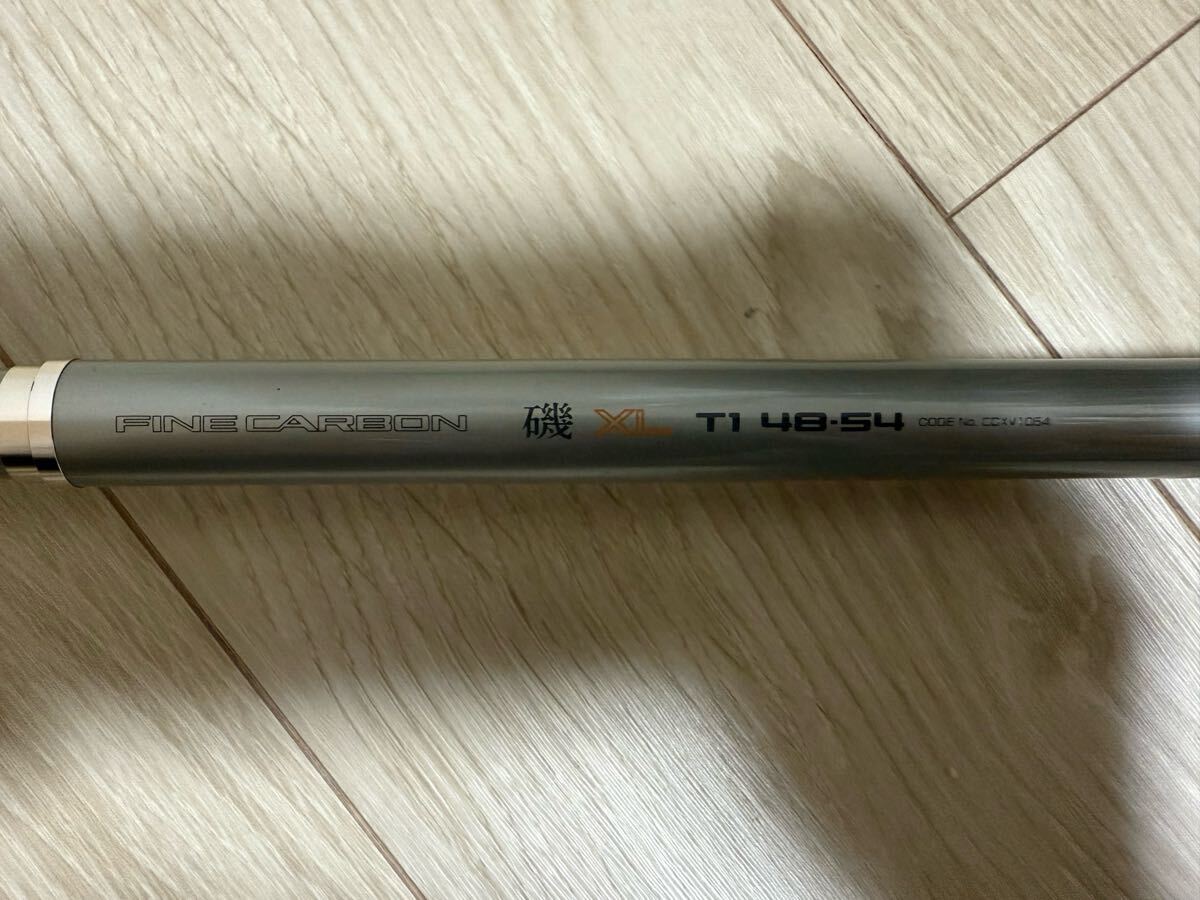 FINE CARBON 磯 XL T1 48·54 CODE No. CCXV1054